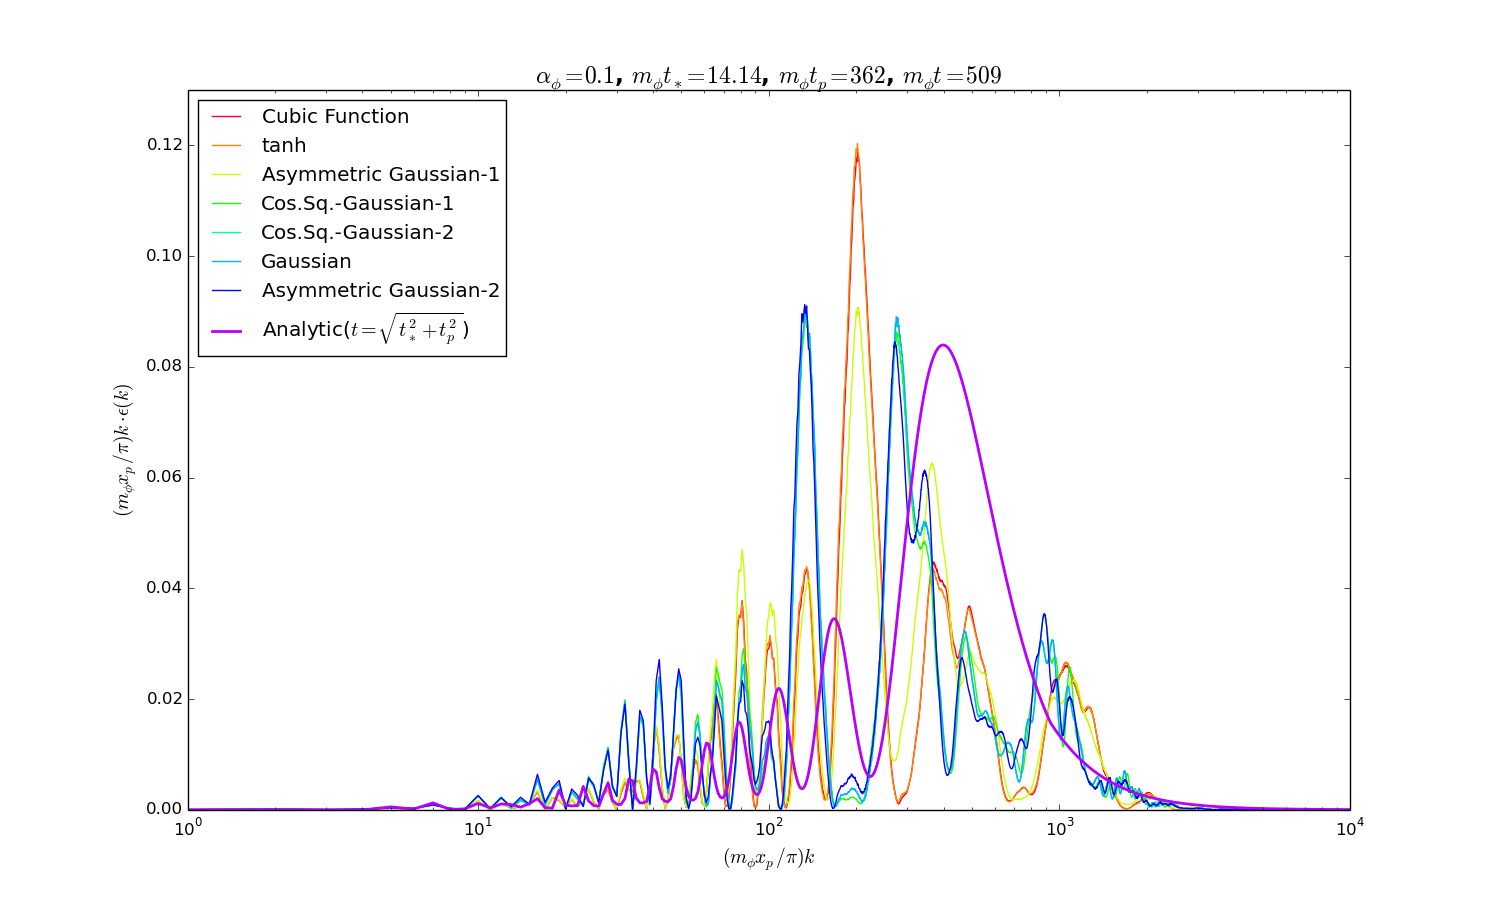 α_ϕ=0.1, m_ϕt_*=14.14, m_ϕt_p=362, m_ϕt=509
Cubic Function
tanh
Asymmetric Gaussian-1
Cos.Sq.-Gaussian-1
Cos.Sq.-Gaussian-2
Gaussian
Asymmetric Gaussian-2
Analytic(t=√(t_*^2+t_p^2))
(m_ϕx_p/π)k·ϵ(k)
0.12
0.10
0.08
0.06
0.04
0.02
0.00
10^0 10^1 10^2 10^3 10^4
(m_ϕx_p/π)k